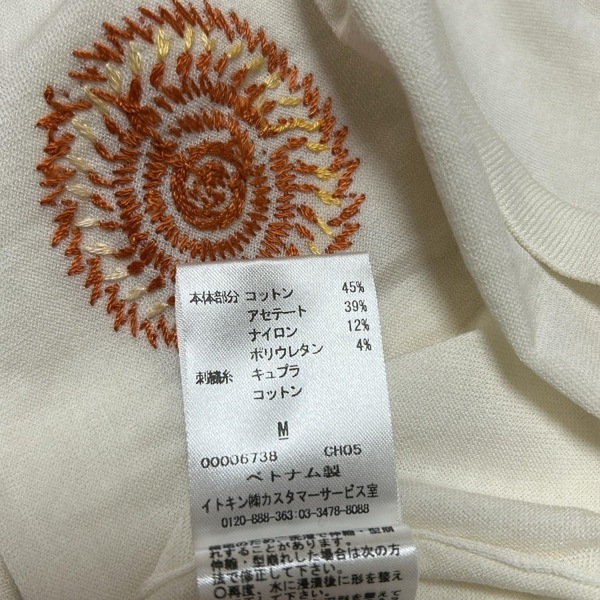 本体部分 コットン 45%
アセテート 39%
ナイロン 12%
ポリウレタン 4%
刺繍糸 キュプラ
コットン
M
00006738 CH05
ベトナム製
イトキン㈱カスタマーサービス室
0120-888-363:03-3478-8088
れすることがあります。
伸縮・型崩れした場合は次の方
法で修正して下さい。
〇再度、水に浸漬後に形を整え